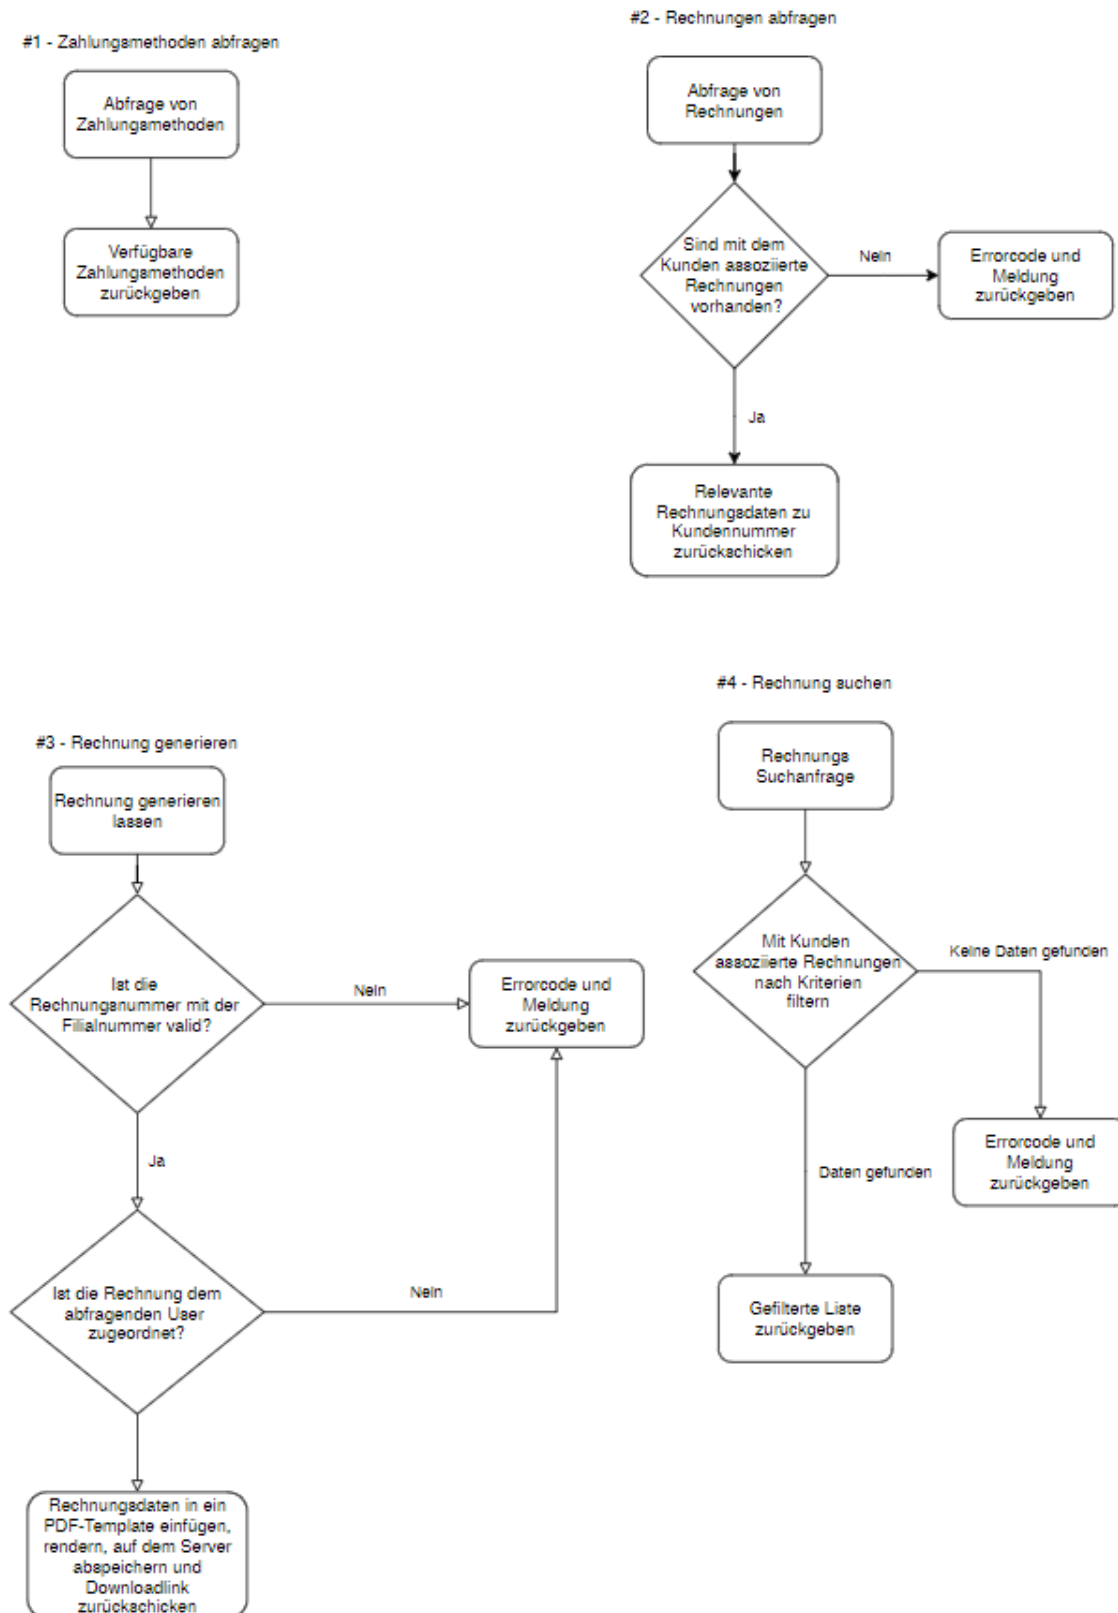 #1 - Zahlungsmethoden abfragen
Abfrage von
Zahlungsmethoden
Verfügbare
Zahlungsmethoden
zurückgeben
#2 - Rechnungen abfragen
Abfrage von
Rechnungen
Sind mit dem
Kunden assoziierte
Rechnungen
vorhanden?
Nein
Errorcode und
Meldung
zurückgeben
Ja
Relevante
Rechnungsdaten zu
Kundennummer
zurückschicken
#3 - Rechnung generieren
Rechnung generieren
lassen
Ist die
Rechnungsnummer mit der
Filialnummer valid?
Nein
Errorcode und
Meldung
zurückgeben
Ja
Ist die Rechnung dem
abfragenden User
zugeordnet?
Nein
Rechnungsdaten in ein
PDF-Template einfügen,
rendern, auf dem Server
abspeichern und
Downloadlink
zurückschicken
#4 - Rechnung suchen
Rechnungs
Suchanfrage
Mit Kunden
assoziierte Rechnungen
nach Kriterien
filtern
Keine Daten gefunden
Errorcode und
Meldung
zurückgeben
Daten gefunden
Gefilterte Liste
zurückgeben